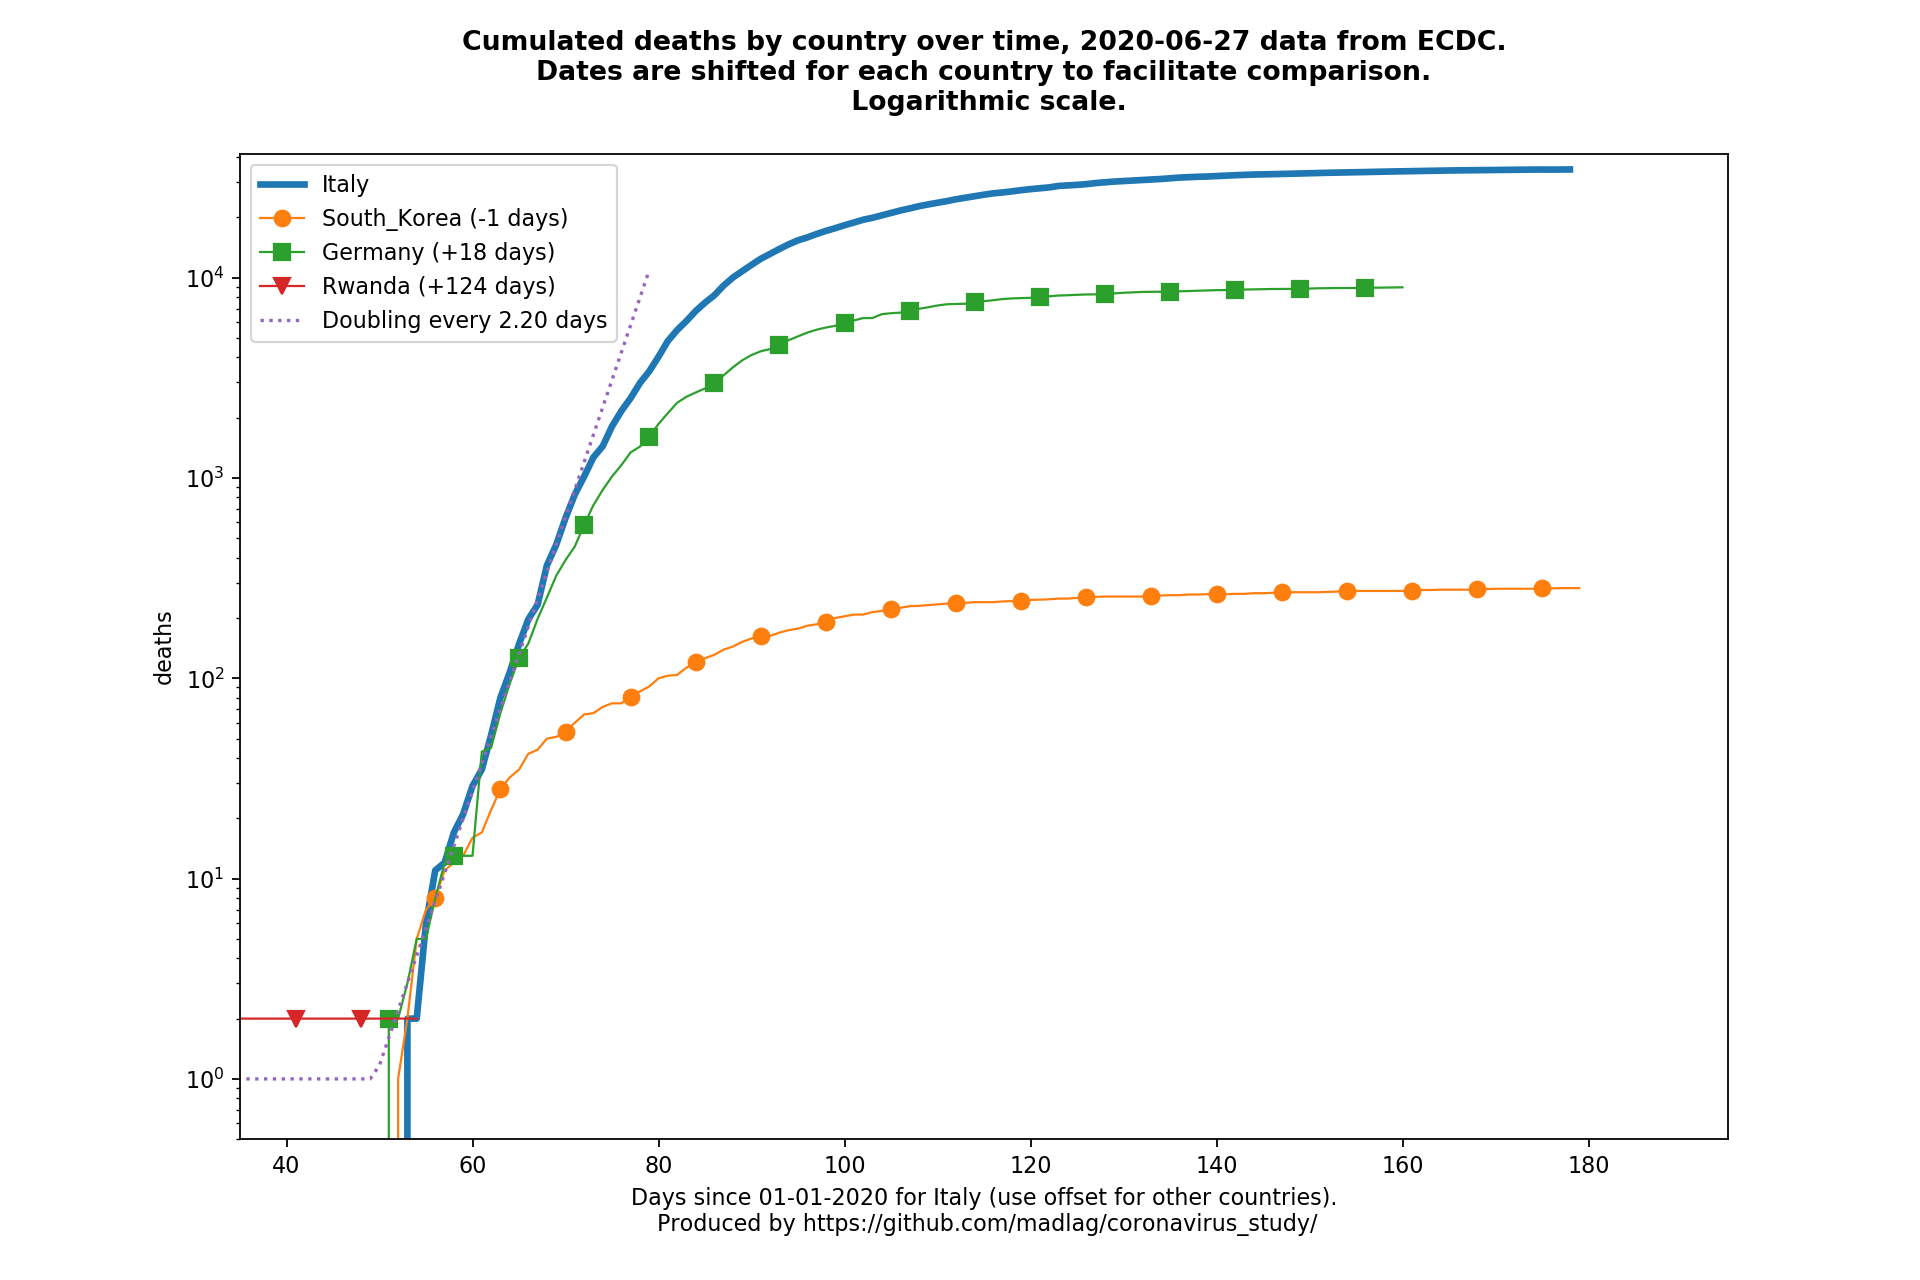 Cumulated deaths by country over time, 2020-06-27 data from ECDC.
Dates are shifted for each country to facilitate comparison.
Logarithmic scale.
Italy
South_Korea (-1 days)
Germany (+18 days)
Rwanda (+124 days)
Doubling every 2.20 days
10⁴
10³
10²
10¹
10⁰
deaths
40 60 80 100 120 140 160 180
Days since 01-01-2020 for Italy (use offset for other countries).
Produced by https://github.com/madlag/coronavirus_study/